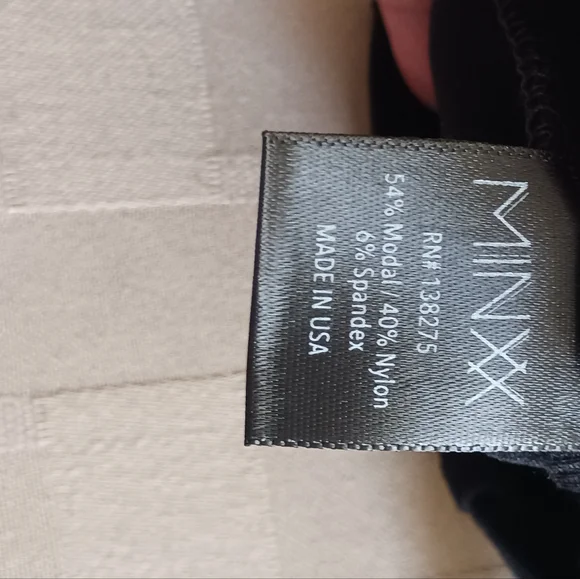 MINXX
RN# 138275
54% Modal/40% Nylon
6% Spandex
MADE IN USA